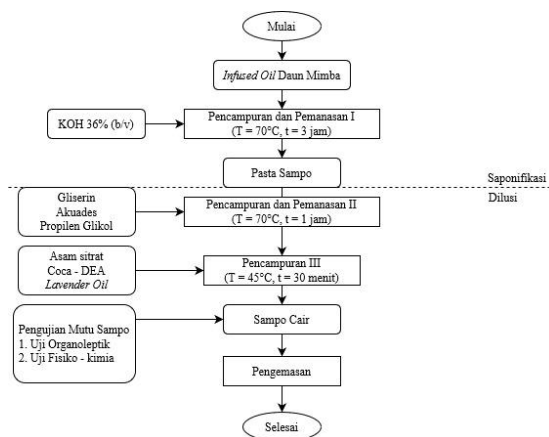 Mulai
Infused Oil Daun Mimba
KOH 36% (b/v)
Pencampuran dan Pemanasan I
(T = 70°C, t = 3 jam)
Pasta Sampo
Saponifikasi
Dilusi
Gliserin
Akuades
Propilen Glikol
Pencampuran dan Pemanasan II
(T = 70°C, t = 1 jam)
Asam sitrat
Coca - DEA
Lavender Oil
Pencampuran III
(T = 45°C, t = 30 menit)
Pengujian Mutu Sampo
1. Uji Organoleptik
2. Uji Fisiko - kimia
Sampo Cair
Pengemasan
Selesai